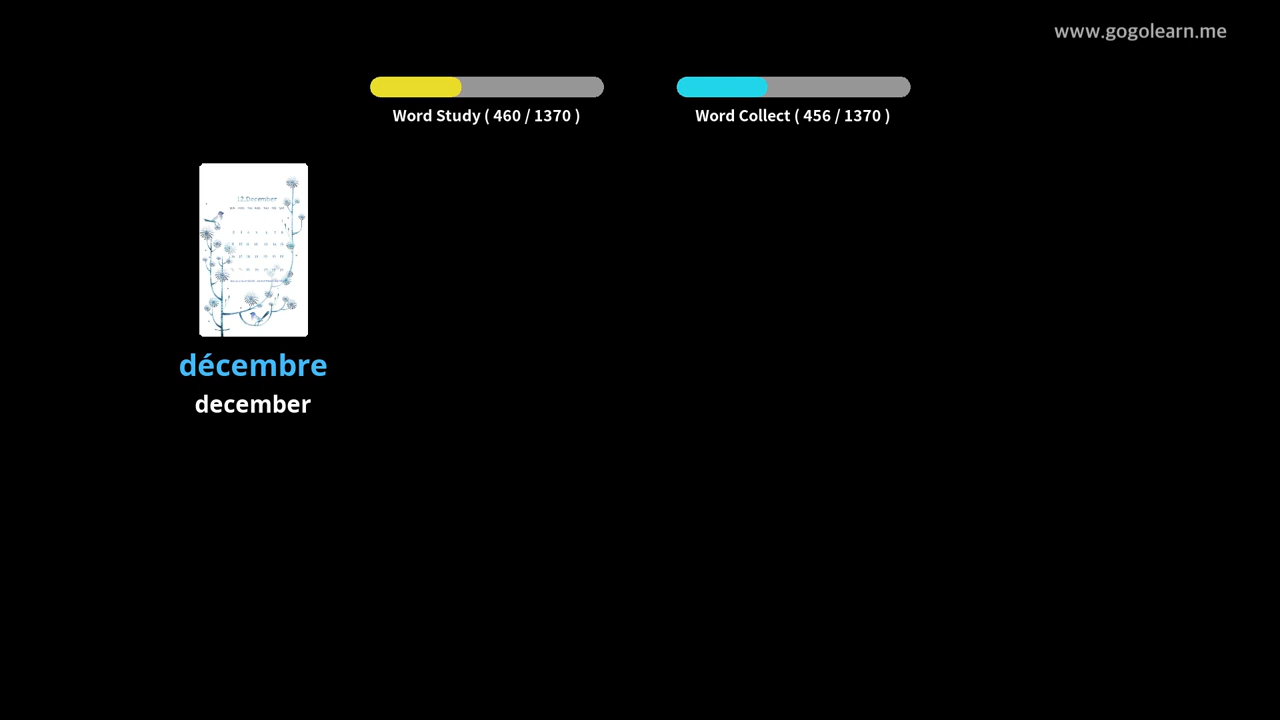 www.gogolearn.me
Word Study ( 460 / 1370 )
Word Collect ( 456 / 1370 )
12 December
décembre
december